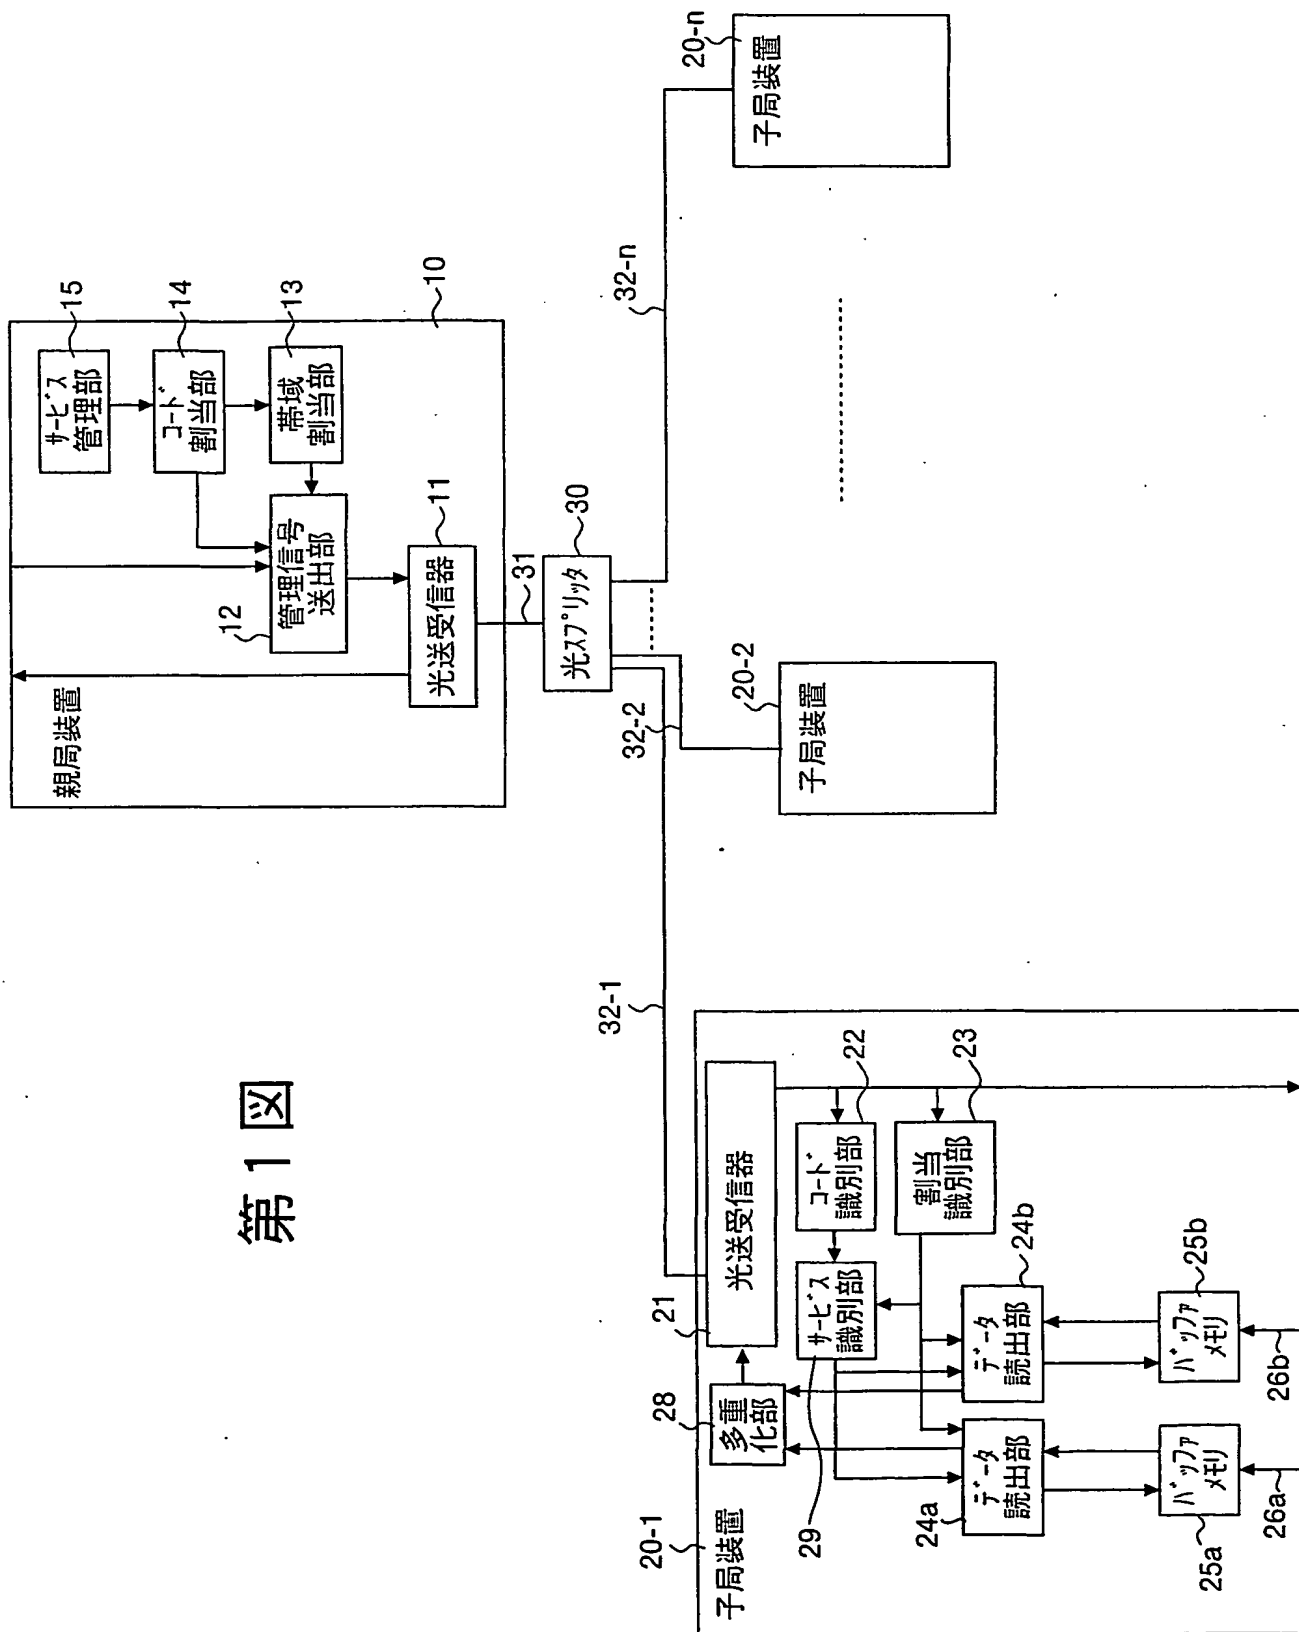 第1図
親局装置
サービス
管理部
15
コード
割当部
14
帯域
割当部
13
10
管理信号
送出部
12
光送受信器
11
31
光スプリッタ
30
32-1
32-2
32-n
20-1
子局装置
光送受信器
21
多重
化部
28
サービス
識別部
29
コード
識別部
22
割当
識別部
23
データ
読出部
24a
データ
読出部
24b
バッファ
メモリ
25a
バッファ
メモリ
25b
26a
26b
子局装置
20-2
子局装置
20-n